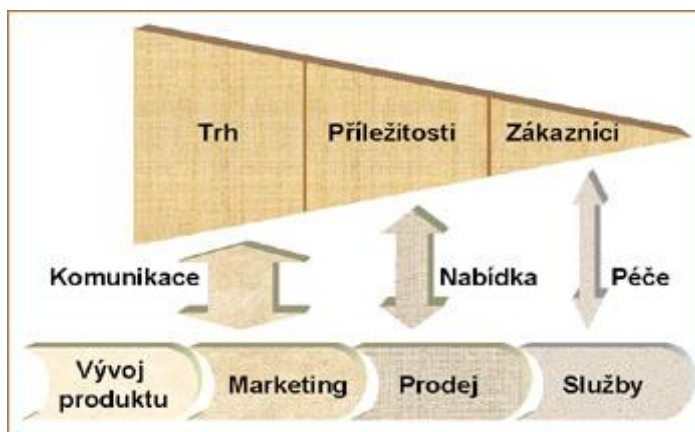 Trh
Příležitosti
Zákazníci
Komunikace
Nabídka
Péče
Vývoj
produktu
Marketing
Prodej
Služby